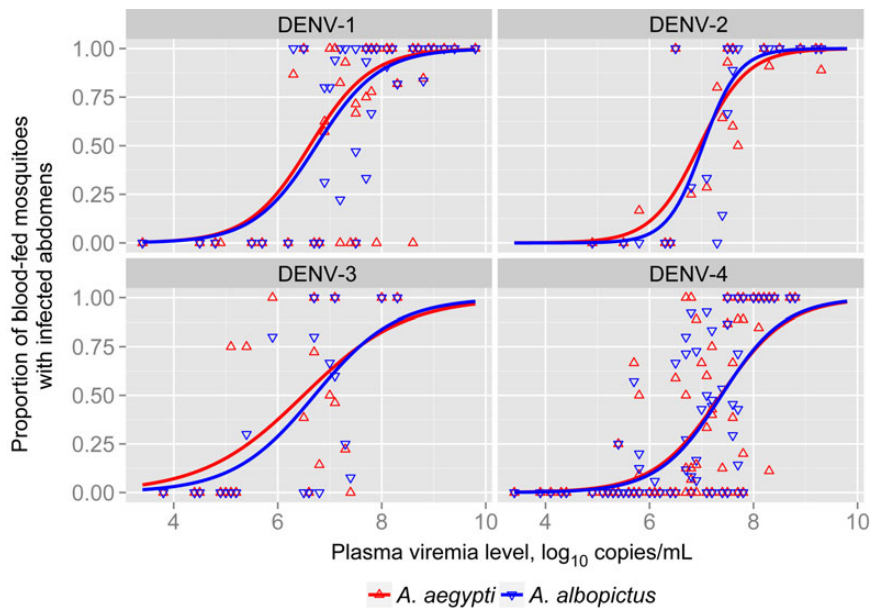 DENV-1 DENV-2
1.00
0.75
0.50
0.25
0.00
DENV-3 DENV-4
1.00
0.75
0.50
0.25
0.00
4 6 8 10 4 6 8 10
Proportion of blood-fed mosquitoes
with infected abdomens
Plasma viremia level, log10 copies/mL
A. aegypti A. albopictus